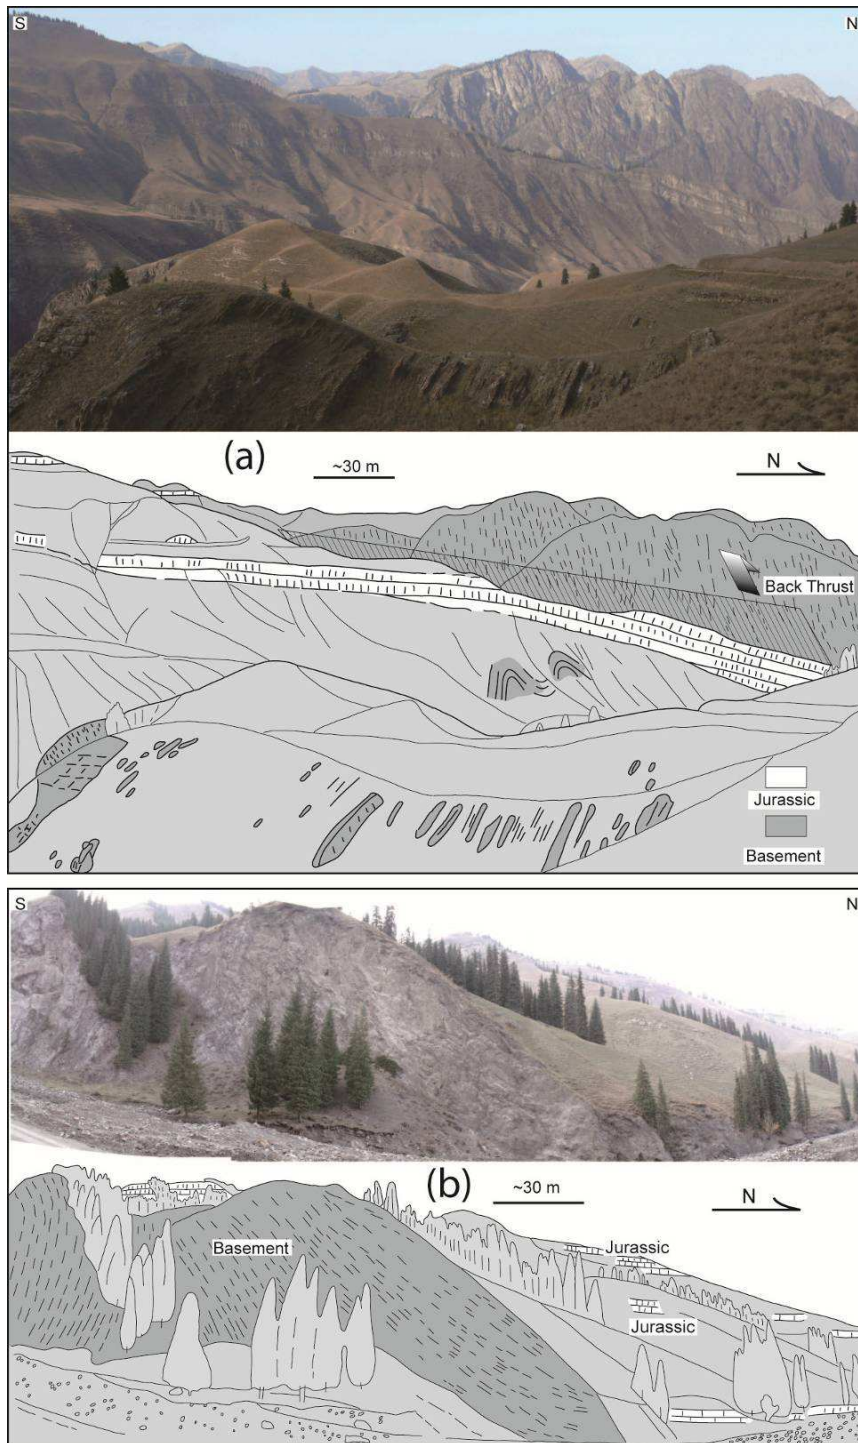 S
N
(a)
~30 m
N
Back Thrust
Jurassic
Basement
S
N
(b)
~30 m
N
Basement
Jurassic
Jurassic